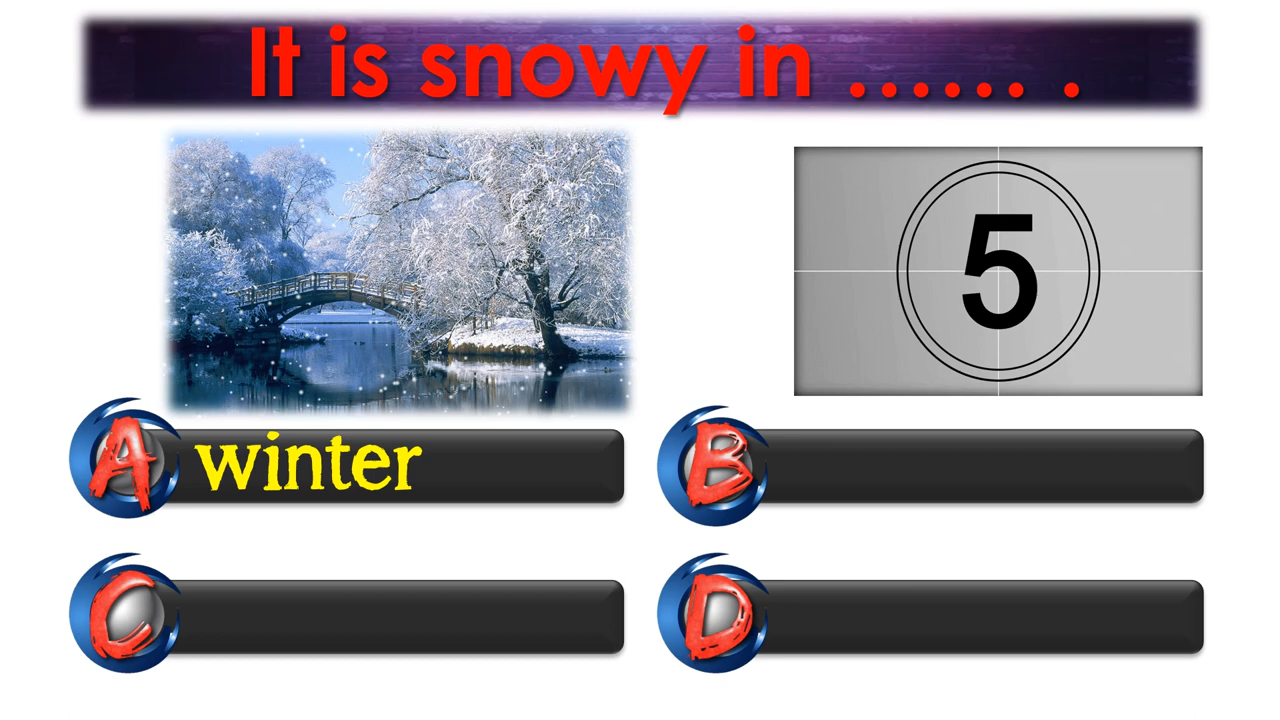 It is snowy in ...... .
5
A winter
B
C
D